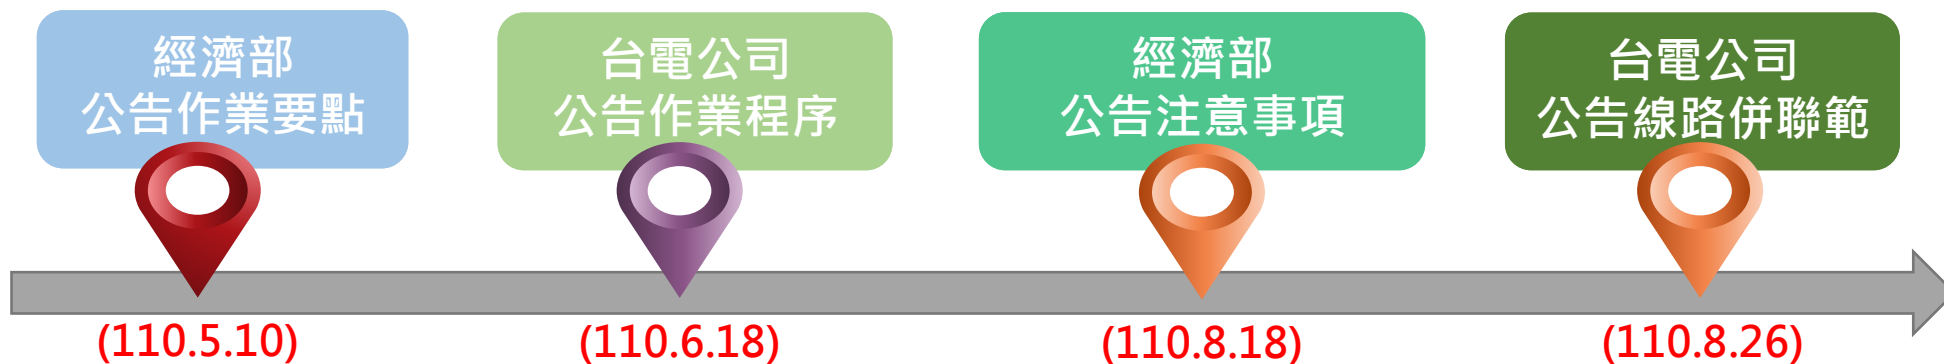 經濟部
公告作業要點
台電公司
公告作業程序
經濟部
公告注意事項
台電公司
公告線路併聯範
(110.5.10)
(110.6.18)
(110.8.18)
(110.8.26)